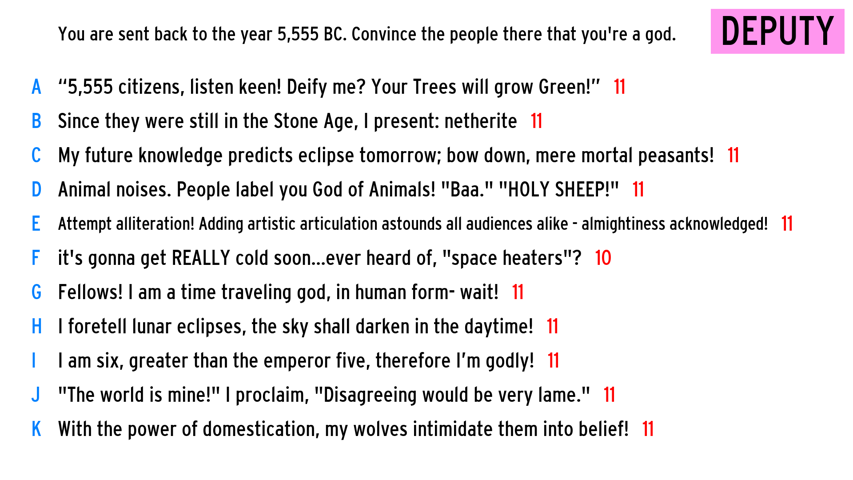 You are sent back to the year 5,555 BC. Convince the people there that you're a god.
DEPUTY
A “5,555 citizens, listen keen! Deify me? Your Trees will grow Green!” 11
B Since they were still in the Stone Age, I present: netherite 11
C My future knowledge predicts eclipse tomorrow; bow down, mere mortal peasants! 11
D Animal noises. People label you God of Animals! "Baa." "HOLY SHEEP!" 11
E Attempt alliteration! Adding artistic articulation astounds all audiences alike - almightiness acknowledged! 11
F it's gonna get REALLY cold soon...ever heard of, "space heaters"? 10
G Fellows! I am a time traveling god, in human form- wait! 11
H I foretell lunar eclipses, the sky shall darken in the daytime! 11
I I am six, greater than the emperor five, therefore I’m godly! 11
J "The world is mine!" I proclaim, "Disagreeing would be very lame." 11
K With the power of domestication, my wolves intimidate them into belief! 11